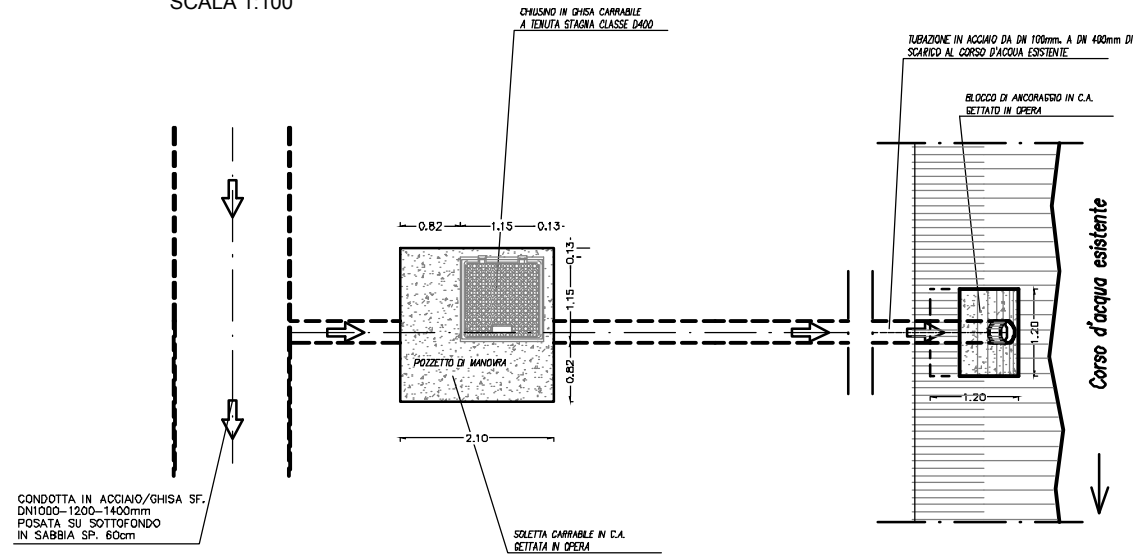 SCALA 1:100
CHIUSINO IN GHISA CARRABILE
A TENUTA STAGNA CLASSE D400
TUBAZIONE IN ACCIAIO DA DN 100mm. A DN 400mm DI
SCARICO AL CORSO D'ACQUA ESISTENTE
BLOCCO DI ANCORAGGIO IN C.A.
GETTATO IN OPERA
0.82 1.15 0.13
0.13
1.15
0.82
POZZETTO DI MANOVRA
2.10
1.20
1.20
Corso d'acqua esistente
CONDOTTA IN ACCIAIO/GHISA SF.
DN1000-1200-1400mm
POSATA SU SOTTOFONDO
IN SABBIA SP. 60cm
SOLETTA CARRABILE IN C.A.
GETTATA IN OPERA